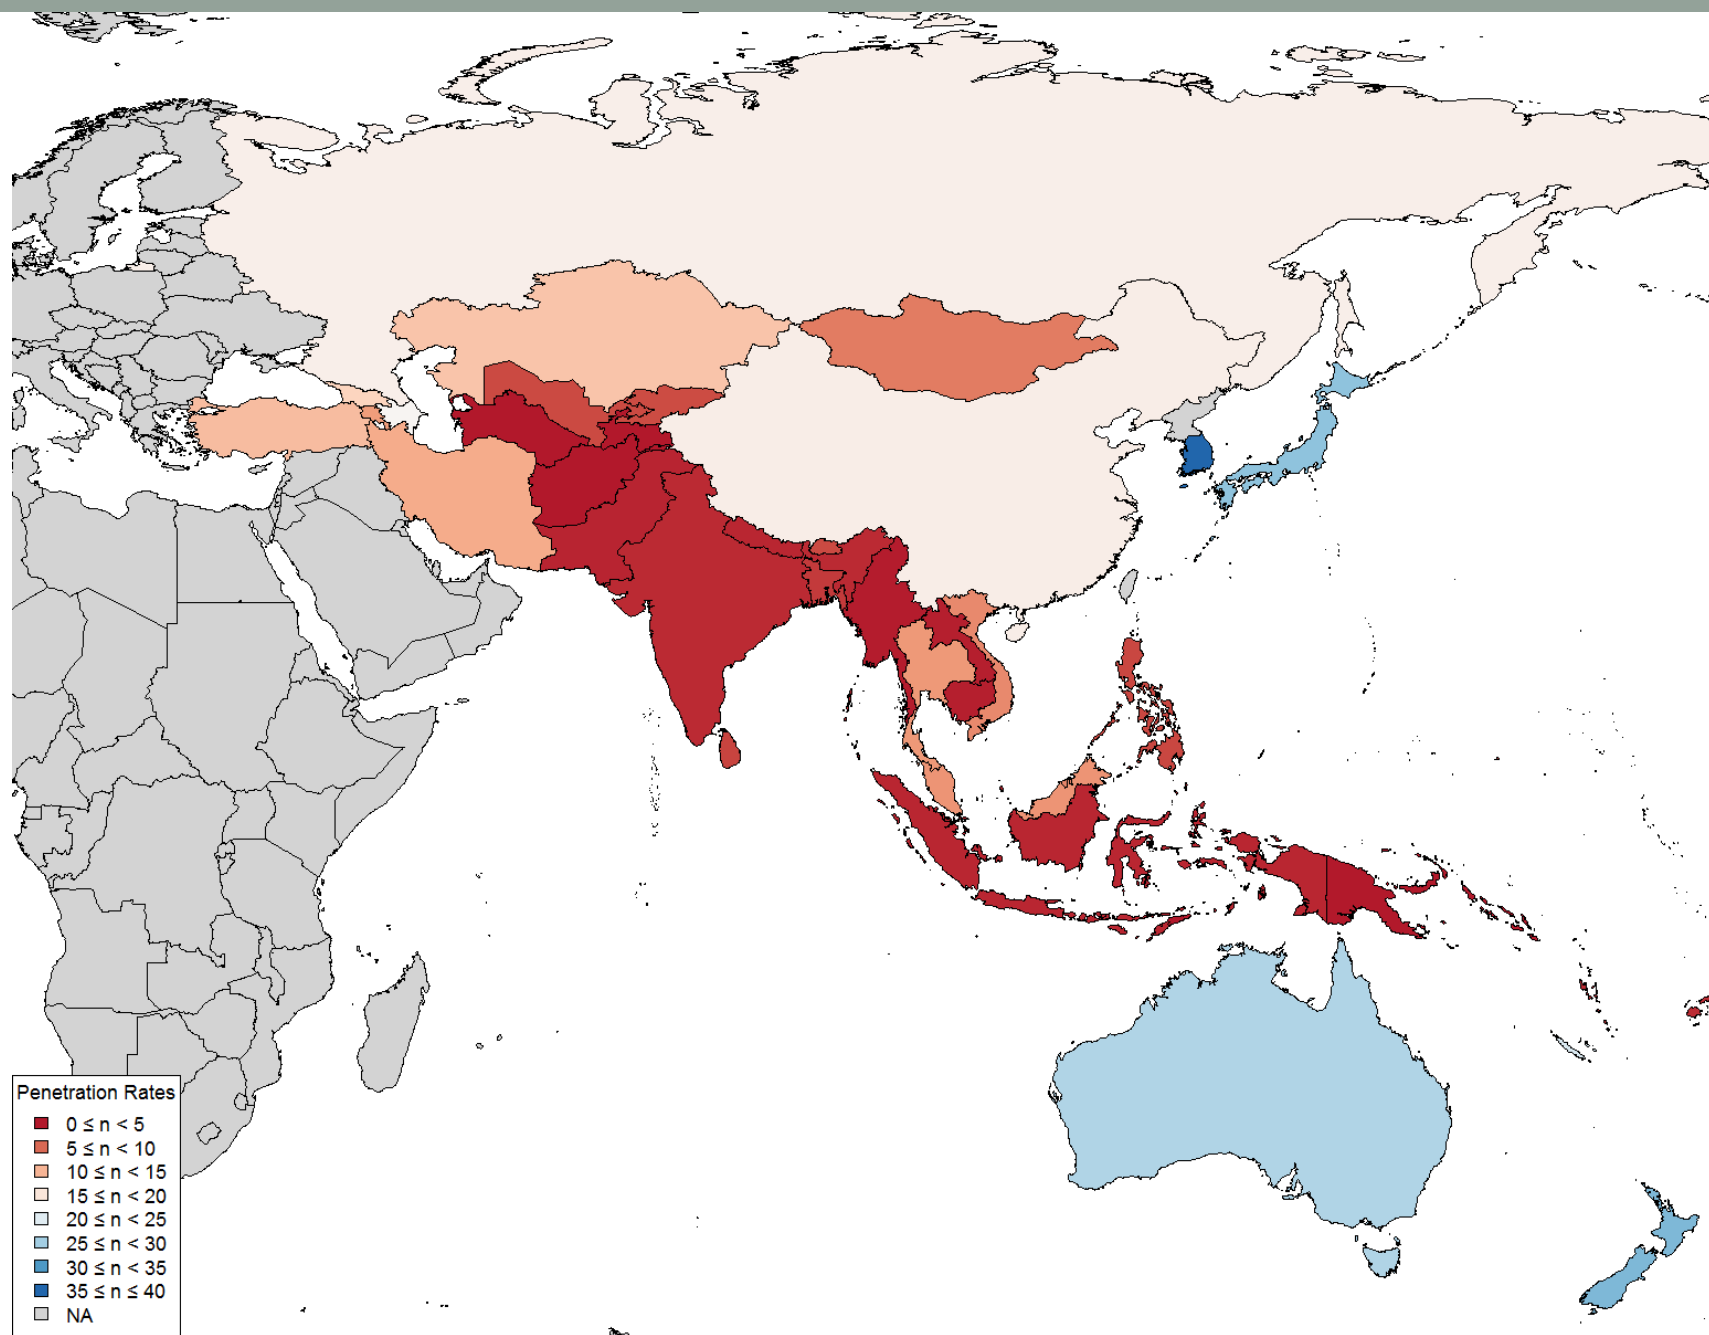 Penetration Rates
0 ≤ n < 5
5 ≤ n < 10
10 ≤ n < 15
15 ≤ n < 20
20 ≤ n < 25
25 ≤ n < 30
30 ≤ n < 35
35 ≤ n ≤ 40
NA